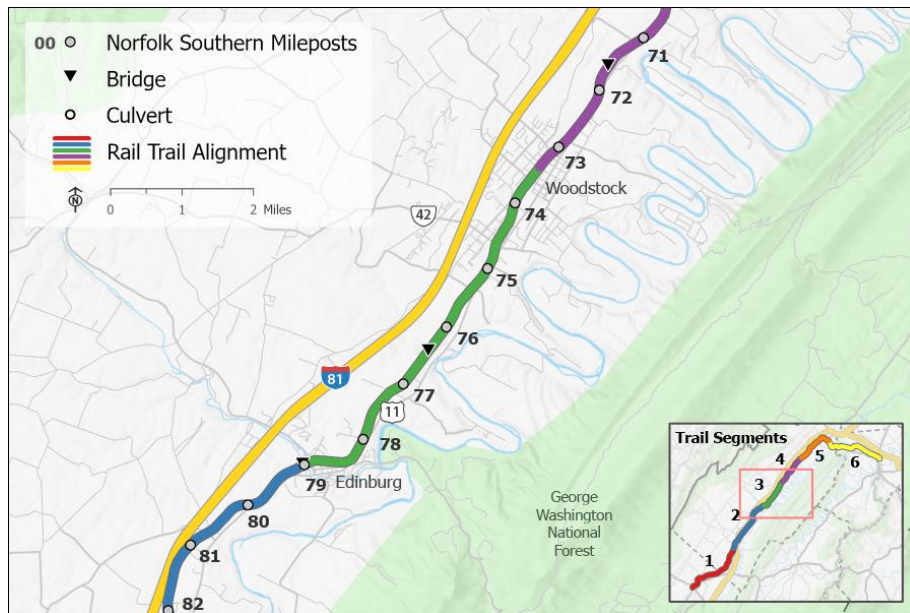 00 Norfolk Southern Mileposts
Bridge
Culvert
Rail Trail Alignment
0 1 2 Miles
71
72
73
Woodstock
74
42
75
76
77
81
11
78
79
Edinburg
80
81
82
George
Washington
National
Forest
Trail Segments
1
2
3
4
5
6